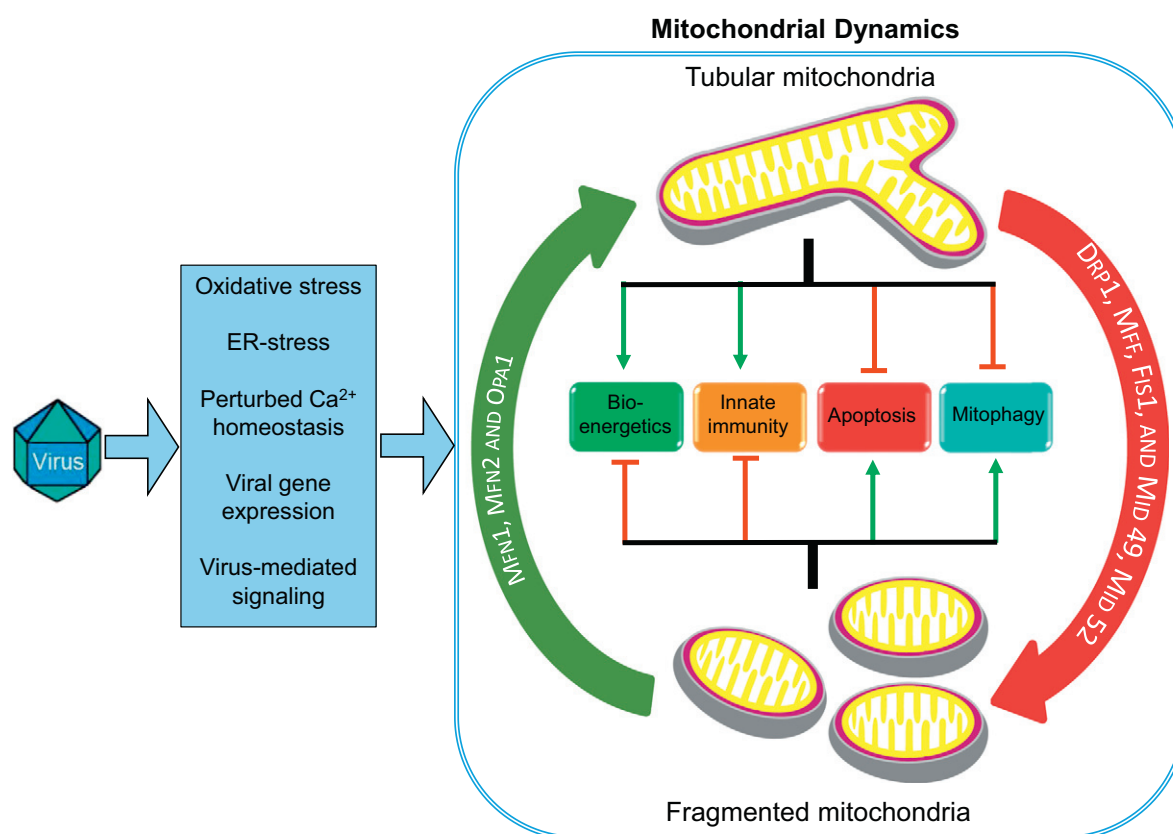 Mitochondrial Dynamics
Tubular mitochondria
Virus
Oxidative stress
ER-stress
Perturbed Ca²⁺
homeostasis
Viral gene
expression
Virus-mediated
signaling
MFN1, MFN2 AND OPA1
Bio-
energetics
Innate
immunity
Apoptosis
Mitophagy
DRP1, MFF, FIS1, AND MID 49, MID 52
Fragmented mitochondria